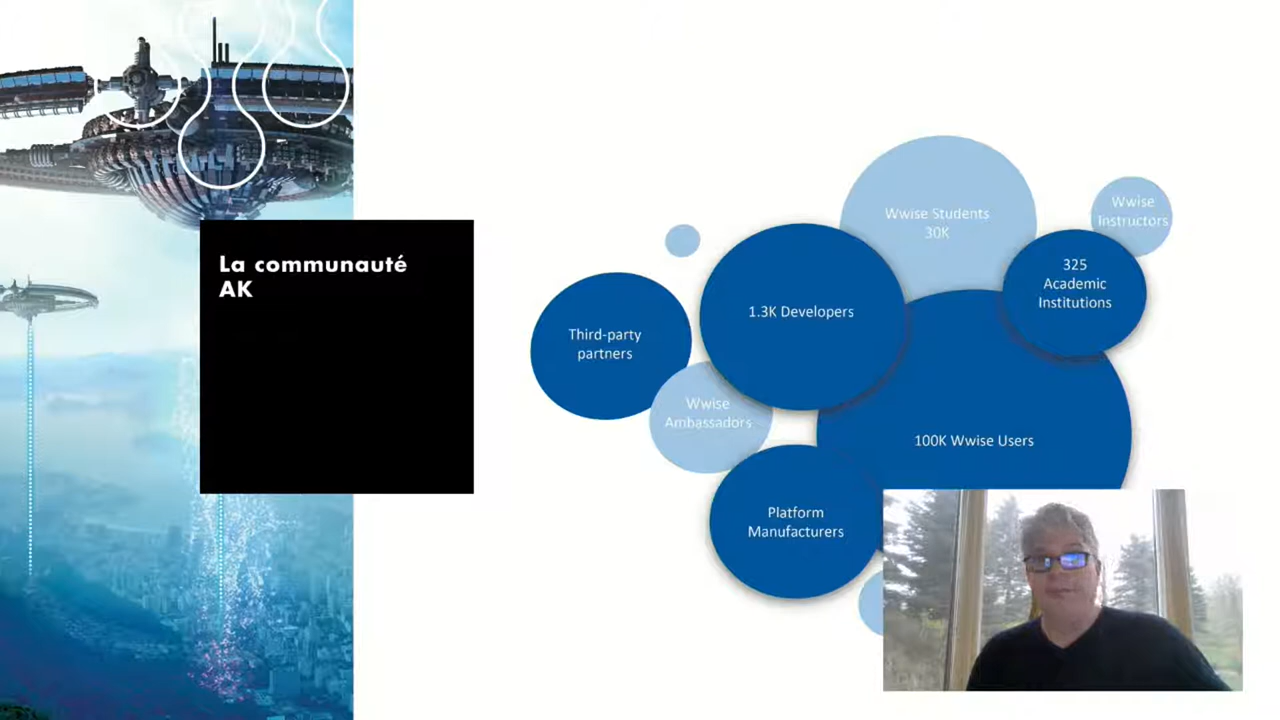 La communauté
AK
Wwise Students
30K
Wwise
Instructors
325
Academic
Institutions
1.3K Developers
Third-party
partners
Wwise
Ambassadors
100K Wwise Users
Platform
Manufacturers